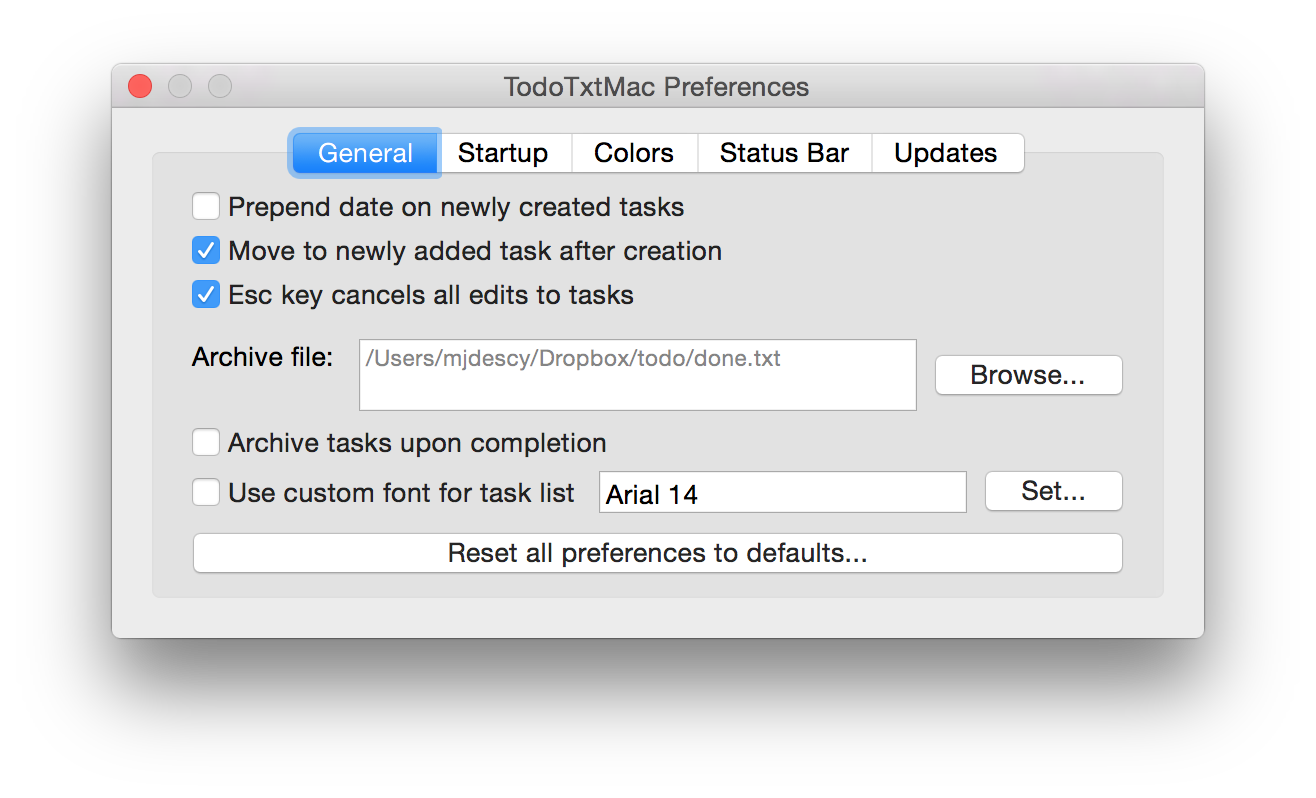 TodoTxtMac Preferences
General Startup Colors Status Bar Updates
Prepend date on newly created tasks
Move to newly added task after creation
Esc key cancels all edits to tasks
Archive file: /Users/mjdescy/Dropbox/todo/done.txt Browse...
Archive tasks upon completion
Use custom font for task list Arial 14 Set...
Reset all preferences to defaults...